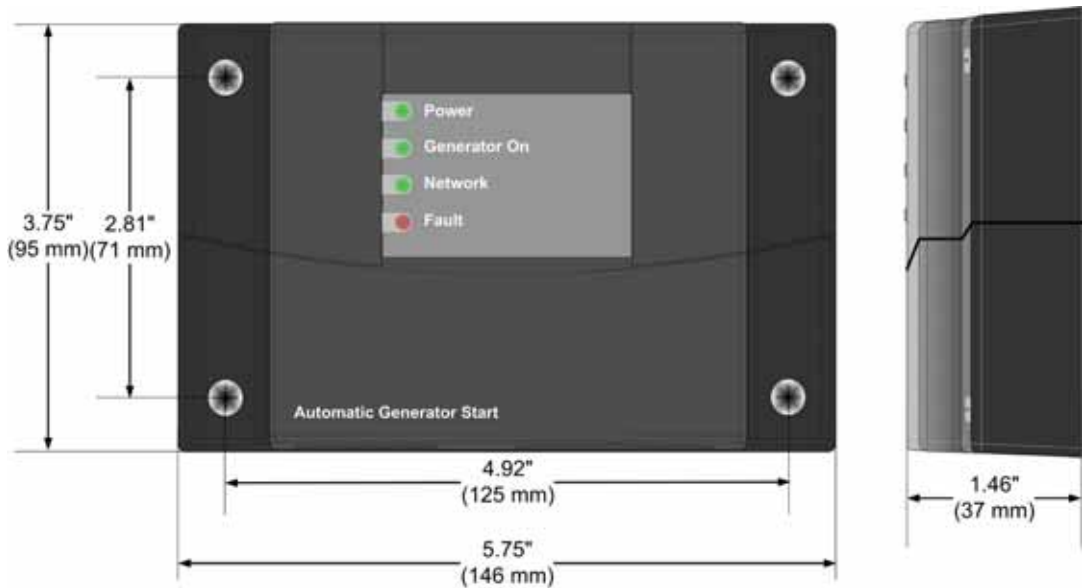 Power
Generator On
Network
Fault
3.75"
(95 mm)
2.81"
(71 mm)
Automatic Generator Start
4.92"
(125 mm)
5.75"
(146 mm)
1.46"
(37 mm)